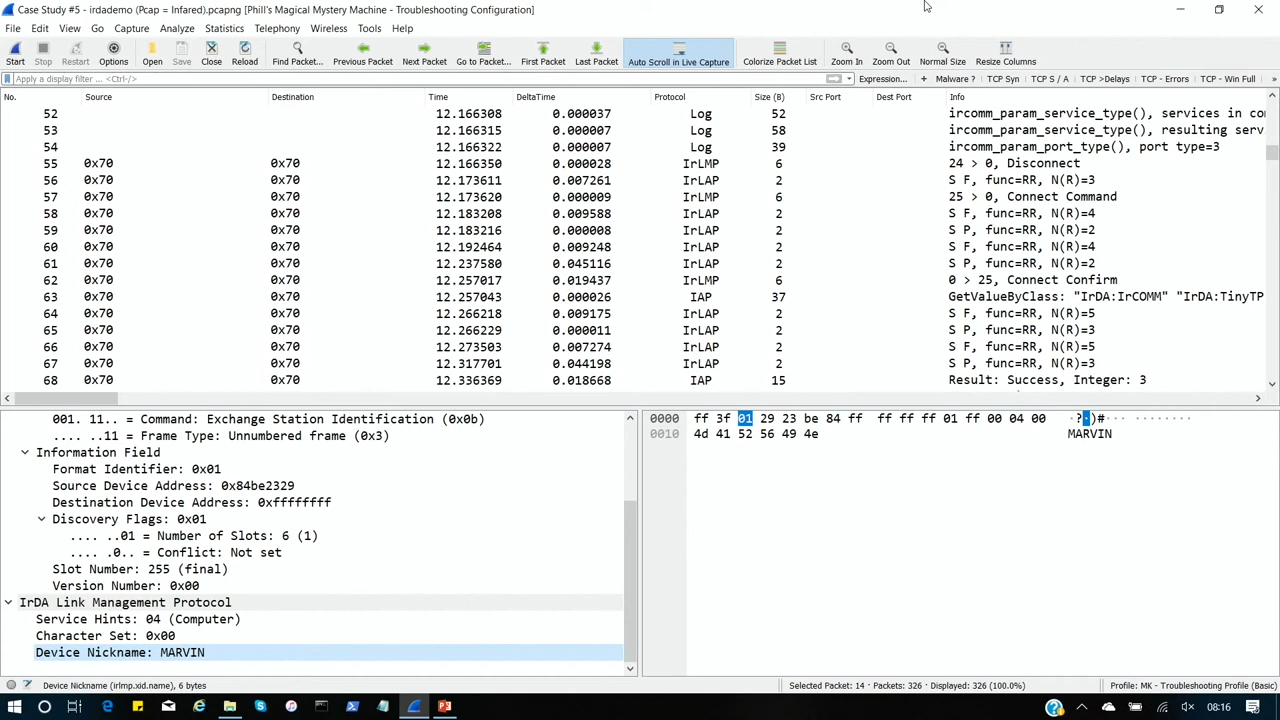 Case Study #5 - irdademo (Pcap = Infared).pcapng [Phill's Magical Mystery Machine - Troubleshooting Configuration]
File Edit View Go Capture Analyze Statistics Telephony Wireless Tools Help
Start Stop Restart Options Open Save Close Reload Find Packet... Previous Packet Next Packet Go to Packet... First Packet Last Packet Auto Scroll in Live Capture Colorize Packet List Zoom In Zoom Out Normal Size Resize Columns
Apply a display filter ... <Ctrl-/> Expression... + Malware ? TCP Syn TCP S / A TCP >Delays TCP - Errors TCP - Win Full »
No. Source Destination Time DeltaTime Protocol Size (B) Src Port Dest Port Info
52 12.166308 0.000037 Log 52 ircomm_param_service_type(), services in co
53 12.166315 0.000007 Log 58 ircomm_param_service_type(), resulting serv
54 12.166322 0.000007 Log 39 ircomm_param_port_type(), port type=3
55 0x70 0x70 12.166350 0.000028 IrLMP 6 24 > 0, Disconnect
56 0x70 0x70 12.173611 0.007261 IrLAP 2 S F, func=RR, N(R)=3
57 0x70 0x70 12.173620 0.000009 IrLMP 6 25 > 0, Connect Command
58 0x70 0x70 12.183208 0.009588 IrLAP 2 S F, func=RR, N(R)=4
59 0x70 0x70 12.183216 0.000008 IrLAP 2 S P, func=RR, N(R)=2
60 0x70 0x70 12.192464 0.009248 IrLAP 2 S F, func=RR, N(R)=4
61 0x70 0x70 12.237580 0.045116 IrLAP 2 S P, func=RR, N(R)=2
62 0x70 0x70 12.257017 0.019437 IrLMP 6 0 > 25, Connect Confirm
63 0x70 0x70 12.257043 0.000026 IAP 37 GetValueByClass: "IrDA:IrCOMM" "IrDA:TinyTP
64 0x70 0x70 12.266218 0.009175 IrLAP 2 S F, func=RR, N(R)=5
65 0x70 0x70 12.266229 0.000011 IrLAP 2 S P, func=RR, N(R)=3
66 0x70 0x70 12.273503 0.007274 IrLAP 2 S F, func=RR, N(R)=5
67 0x70 0x70 12.317701 0.044198 IrLAP 2 S P, func=RR, N(R)=3
68 0x70 0x70 12.336369 0.018668 IAP 15 Result: Success, Integer: 3
001. 11.. = Command: Exchange Station Identification (0x0b)
.... ..11 = Frame Type: Unnumbered frame (0x3)
Information Field
Format Identifier: 0x01
Source Device Address: 0x84be2329
Destination Device Address: 0xffffffff
Discovery Flags: 0x01
.... ..01 = Number of Slots: 6 (1)
.... .0.. = Conflict: Not set
Slot Number: 255 (final)
Version Number: 0x00
IrDA Link Management Protocol
Service Hints: 04 (Computer)
Character Set: 0x00
Device Nickname: MARVIN
0000 ff 3f 01 29 23 be 84 ff ff ff ff 01 ff 00 04 00 ·?·)#··· ········
0010 4d 41 52 56 49 4e MARVIN
Device Nickname (irlmp.xid.name), 6 bytes Selected Packet: 14 · Packets: 326 · Displayed: 326 (100.0%) Profile: MK - Troubleshooting Profile (Basic)
08:16